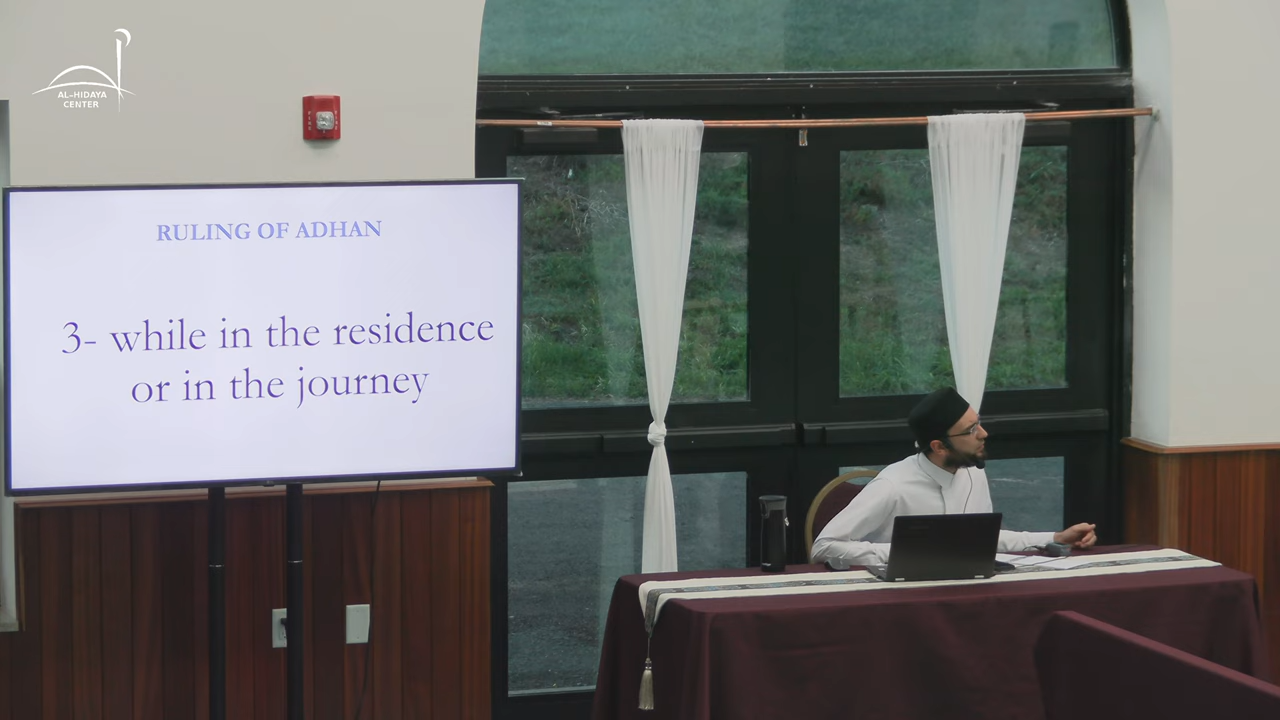 AL-HIDAYA
CENTER
RULING OF ADHAN
3- while in the residence
or in the journey